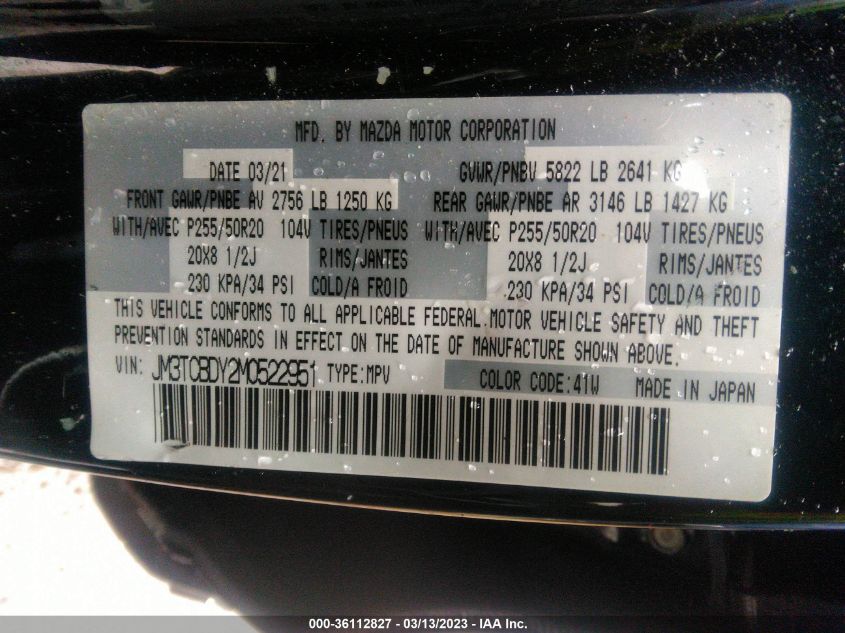 MFD. BY MAZDA MOTOR CORPORATION
DATE 03/21 GVWR/PNBV 5822 LB 2641 KG
FRONT GAWR/PNBE AV 2756 LB 1250 KG REAR GAWR/PNBE AR 3146 LB 1427 KG
WITH/AVEC P255/50R20 104V TIRES/PNEUS WITH/AVEC P255/50R20 104V TIRES/PNEUS
20X8 1/2J RIMS/JANTES 20X8 1/2J RIMS/JANTES
230 KPA/34 PSI COLD/A FROID 230 KPA/34 PSI COLD/A FROID
THIS VEHICLE CONFORMS TO ALL APPLICABLE FEDERAL MOTOR VEHICLE SAFETY AND THEFT
PREVENTION STANDARDS IN EFFECT ON THE DATE OF MANUFACTURE SHOWN ABOVE.
VIN: JM3TCBDY2M0522951 TYPE:MPV COLOR CODE:41W MADE IN JAPAN
000-36112827 - 03/13/2023 - IAA Inc.